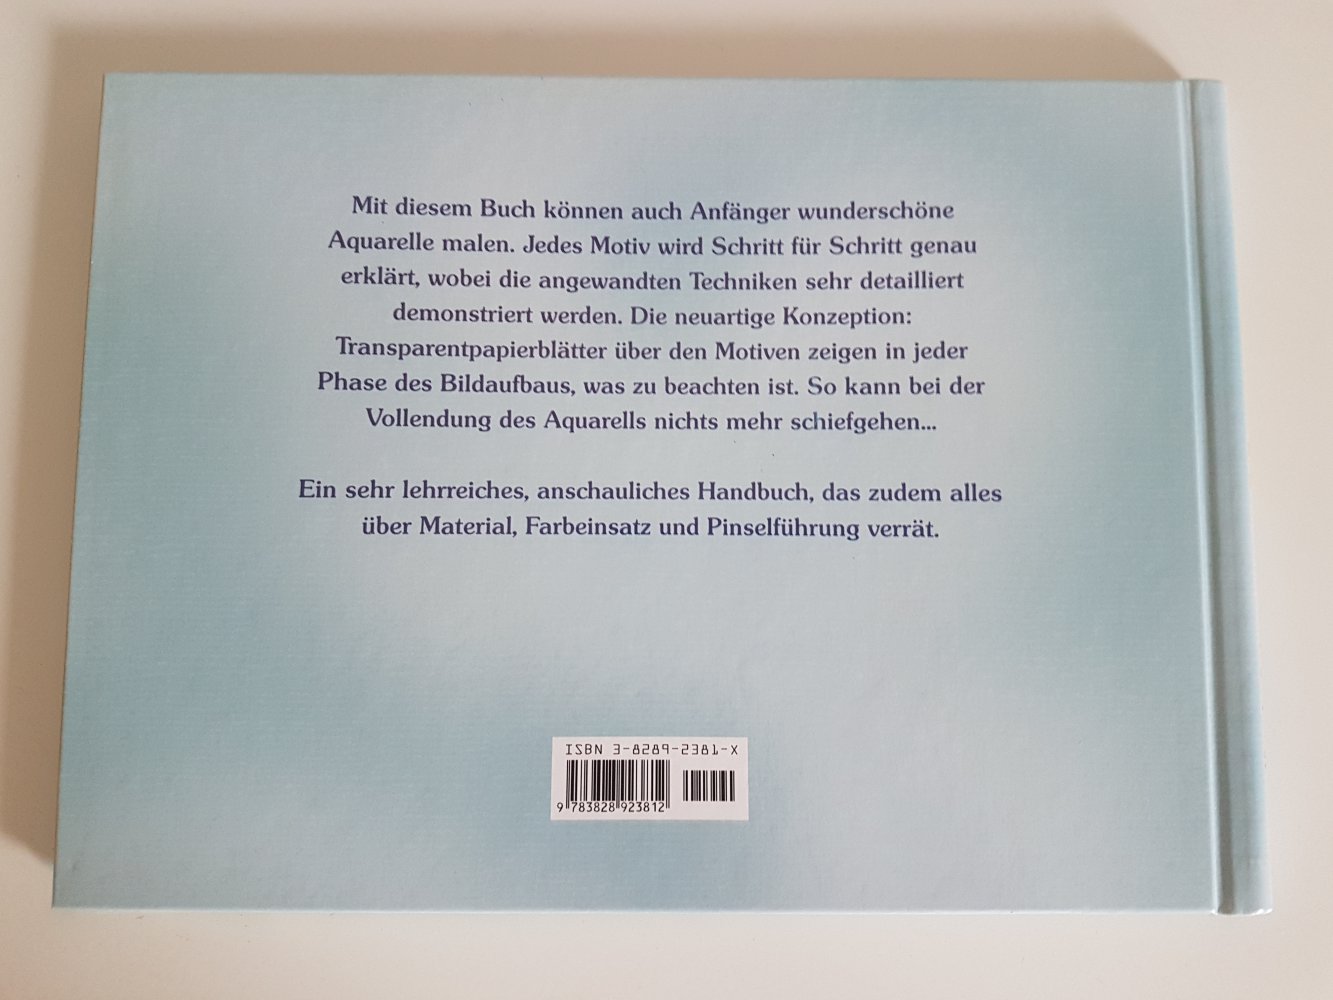 Mit diesem Buch können auch Anfänger wunderschöne
Aquarelle malen. Jedes Motiv wird Schritt für Schritt genau
erklärt, wobei die angewandten Techniken sehr detailliert
demonstriert werden. Die neuartige Konzeption:
Transparentpapierblätter über den Motiven zeigen in jeder
Phase des Bildaufbaus, was zu beachten ist. So kann bei der
Vollendung des Aquarells nichts mehr schiefgehen...
Ein sehr lehrreiches, anschauliches Handbuch, das zudem alles
über Material, Farbeinsatz und Pinselführung verrät.
ISBN 3-8289-2381-X
9 783828 923812